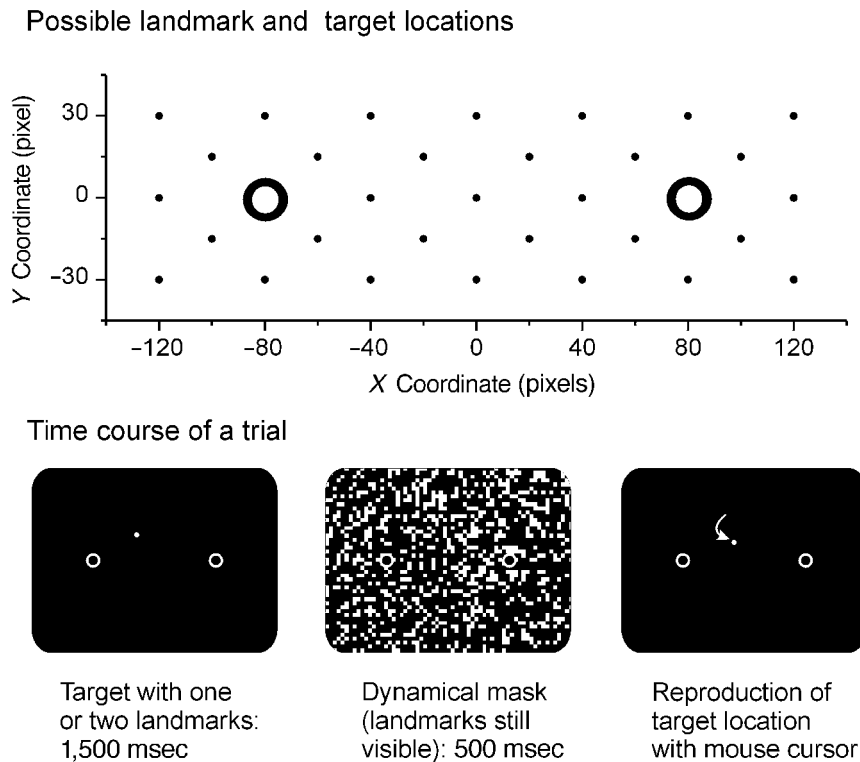 Possible landmark and target locations
Y Coordinate (pixel)
30
0
–30
–120
–80
–40
0
40
80
120
X Coordinate (pixels)
Time course of a trial
Target with one
or two landmarks:
1,500 msec
Dynamical mask
(landmarks still
visible): 500 msec
Reproduction of
target location
with mouse cursor